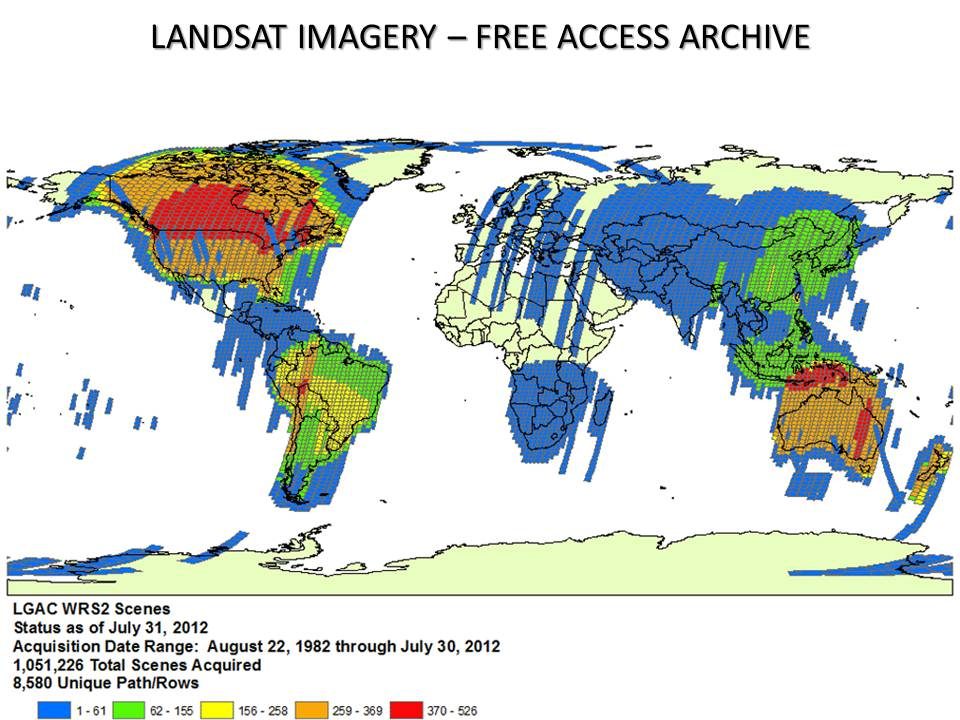 LANDSAT IMAGERY – FREE ACCESS ARCHIVE
LGAC WRS2 Scenes
Status as of July 31, 2012
Acquisition Date Range: August 22, 1982 through July 30, 2012
1,051,226 Total Scenes Acquired
8,580 Unique Path/Rows
1 - 61 62 - 155 156 - 258 259 - 369 370 - 526